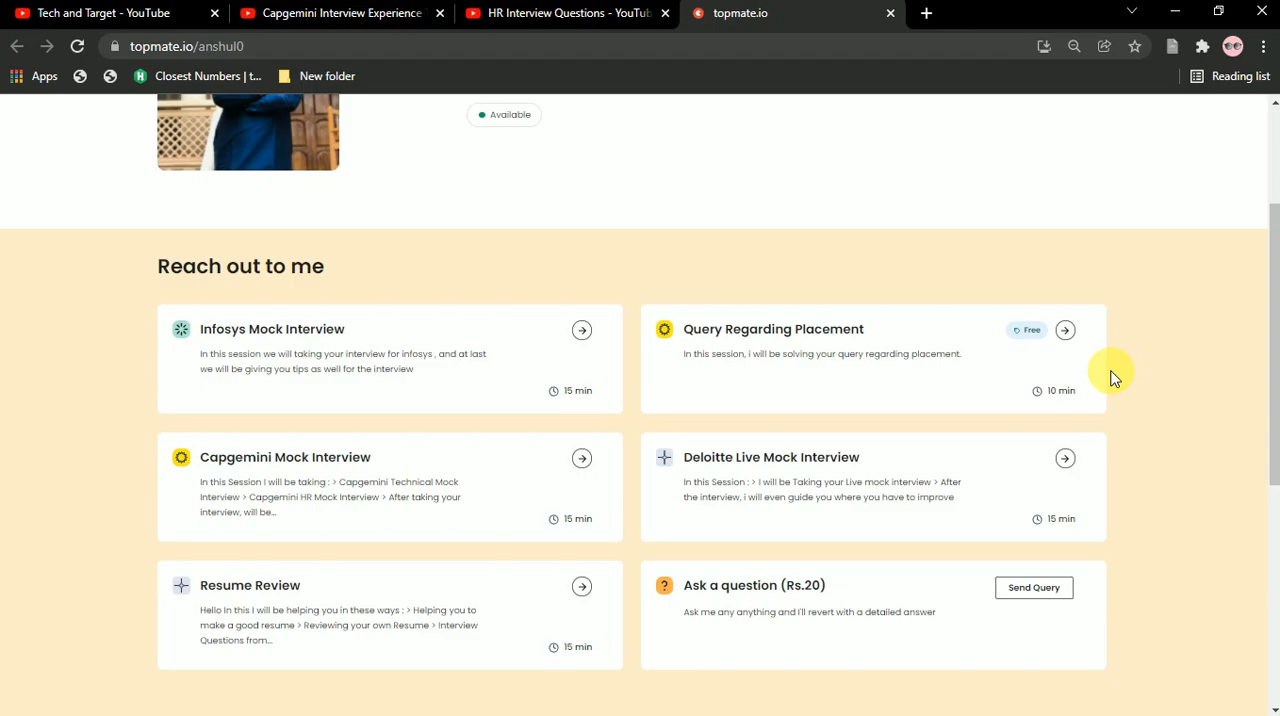 Tech and Target - YouTube
Capgemini Interview Experience
HR Interview Questions - YouTub
topmate.io
topmate.io/anshul0
Apps
Closest Numbers | t...
New folder
Reading list
Available
Reach out to me
Infosys Mock Interview
In this session we will taking your interview for infosys , and at last
we will be giving you tips as well for the interview
15 min
Query Regarding Placement
Free
In this session, i will be solving your query regarding placement.
10 min
Capgemini Mock Interview
In this Session I will be taking : > Capgemini Technical Mock
Interview > Capgemini HR Mock Interview > After taking your
interview, will be...
15 min
Deloitte Live Mock Interview
In this Session : > I will be Taking your Live mock interview > After
the interview, i will even guide you where you have to improve
15 min
Resume Review
Hello In this I will be helping you in these ways : > Helping you to
make a good resume > Reviewing your own Resume > Interview
Questions from...
15 min
Ask a question (Rs.20)
Send Query
Ask me any anything and I'll revert with a detailed answer